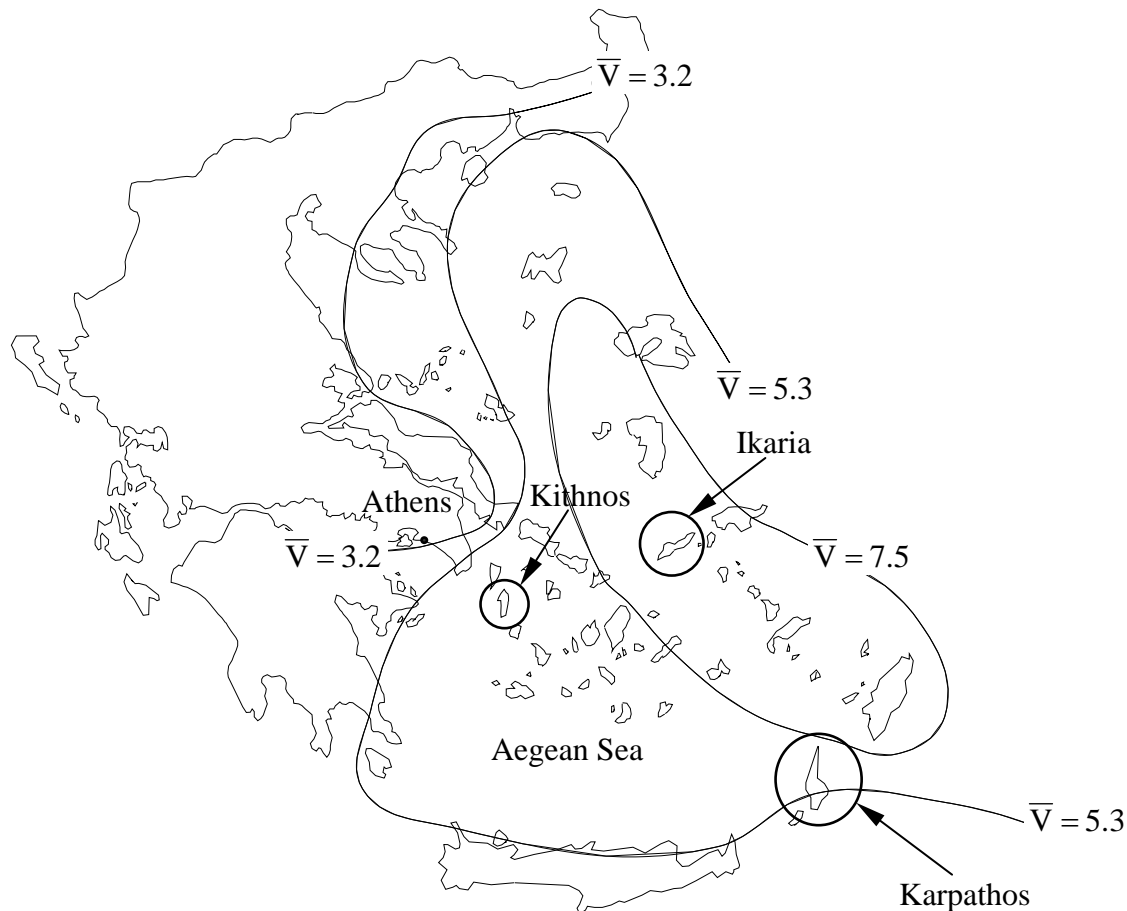 V̅ = 3.2
V̅ = 5.3
Ikaria
Kithnos
Athens
V̅ = 3.2
V̅ = 7.5
Aegean Sea
V̅ = 5.3
Karpathos